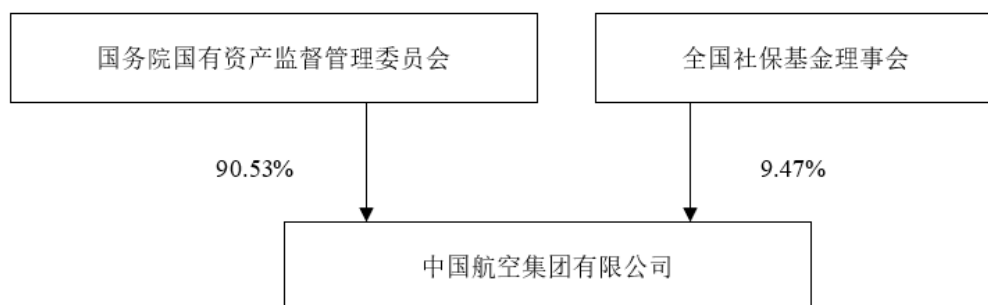 国务院国有资产监督管理委员会
全国社保基金理事会
90.53%
9.47%
中国航空集团有限公司